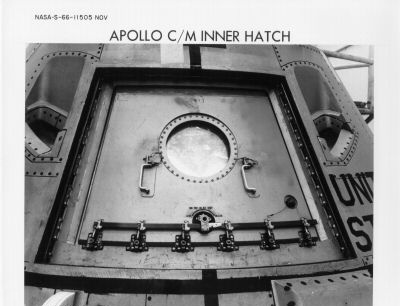 NASA-S-66-11505 NOV
APOLLO C/M INNER HATCH
UNI
ST